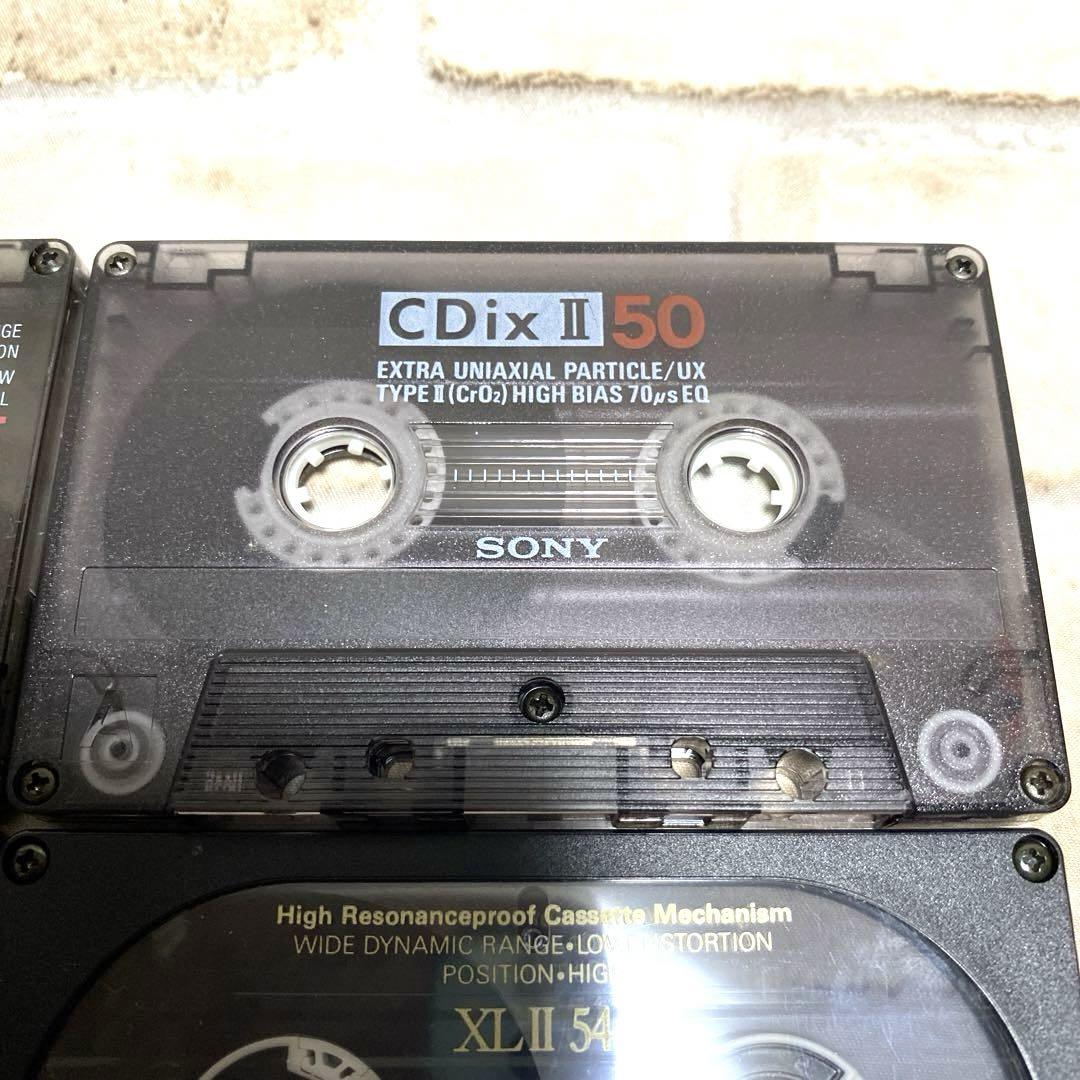 CDix II 50
EXTRA UNIAXIAL PARTICLE/UX
TYPE II (CrO₂) HIGH BIAS 70μs EQ
SONY
A
High Resonanceproof Cassette Mechanism
WIDE DYNAMIC RANGE•LOW DISTORTION
POSITION•HIGH
XL II 54